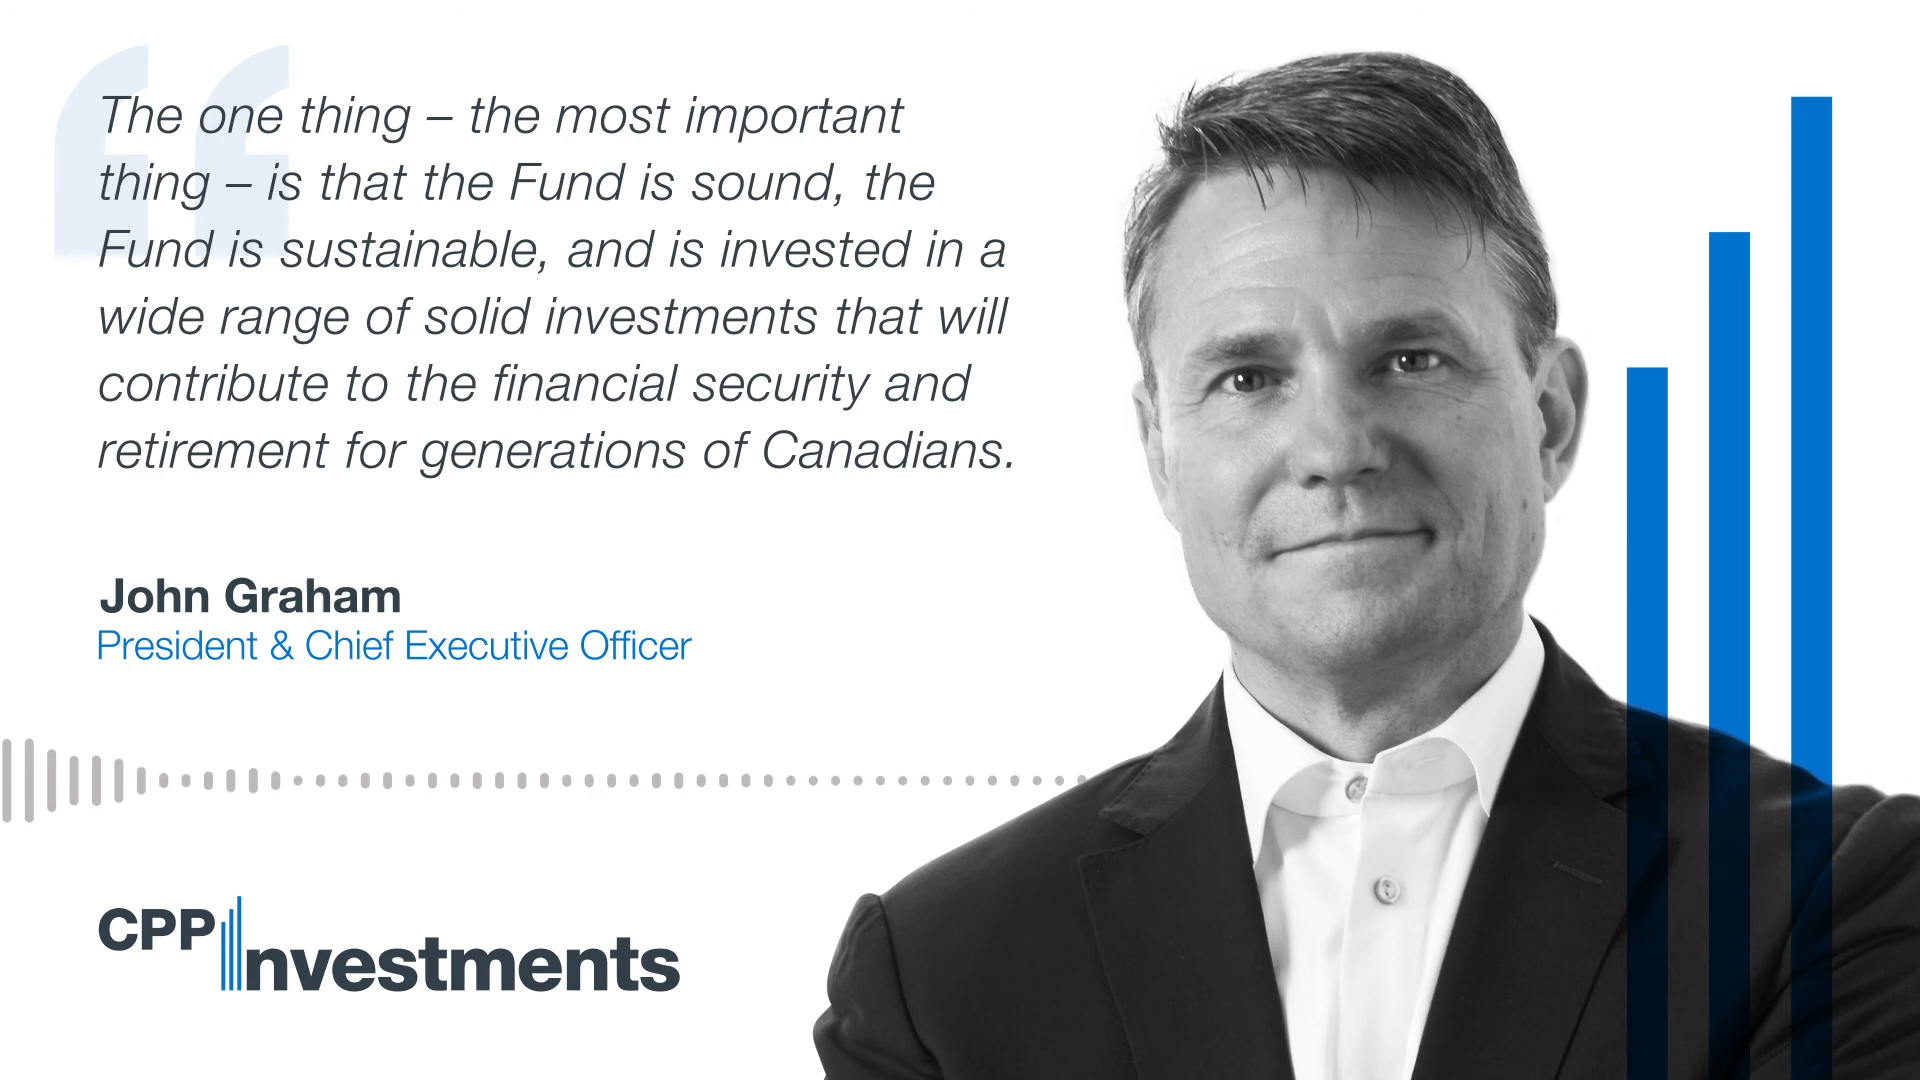 The one thing – the most important
thing – is that the Fund is sound, the
Fund is sustainable, and is invested in a
wide range of solid investments that will
contribute to the financial security and
retirement for generations of Canadians.
John Graham
President & Chief Executive Officer
CPP Investments